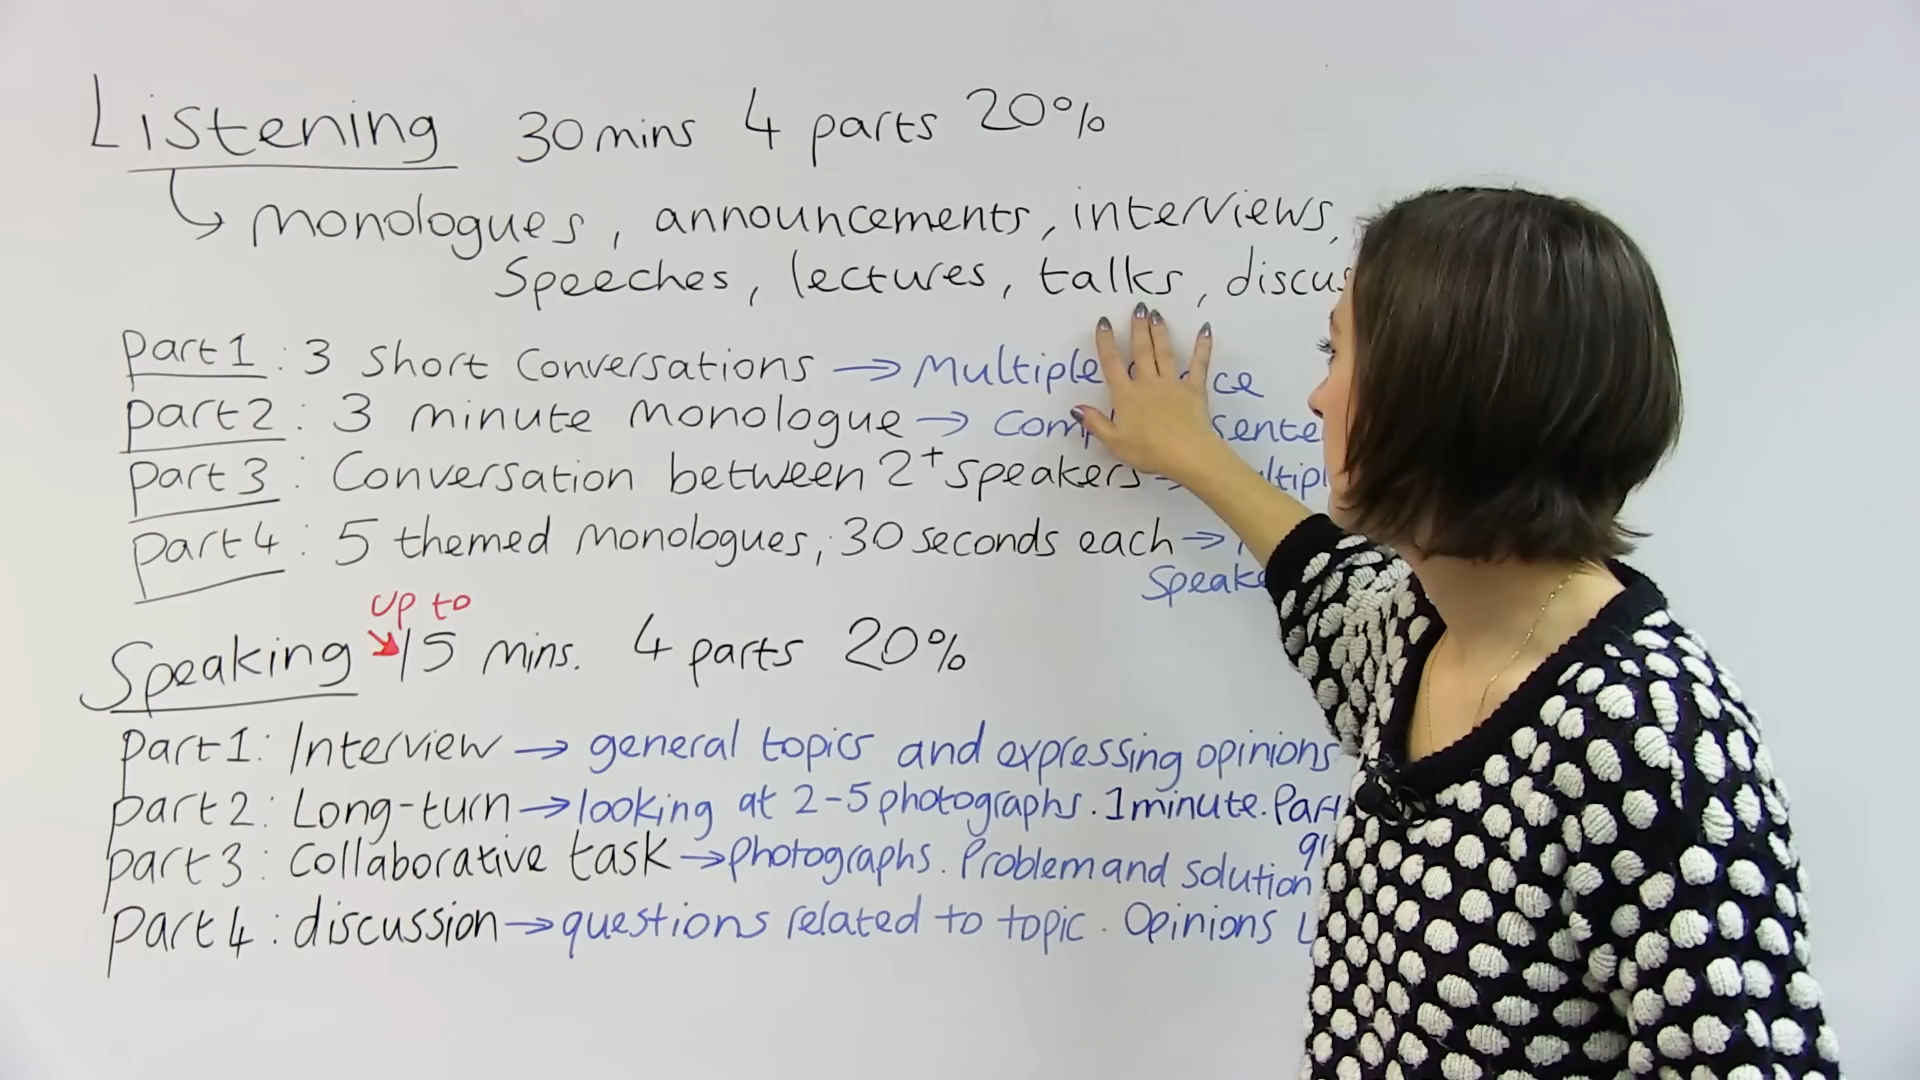 Listening 30 mins 4 parts 20%
monologues, announcements, interviews,
Speeches, lectures, talks,
part 1: 3 Short Conversations → Multiple
part 2: 3 minute monologue →
part 3: Conversation between 2+ speakers →
part 4: 5 themed monologues, 30 seconds each →
up to
Speaking 15 mins. 4 parts 20%
part 1: Interview → general topics and expressing opinions
part 2: Long-turn → looking at 2-5 photographs. 1 minute.
part 3: Collaborative task → photographs. Problem and solution
part 4: discussion → questions related to topic. Opinions